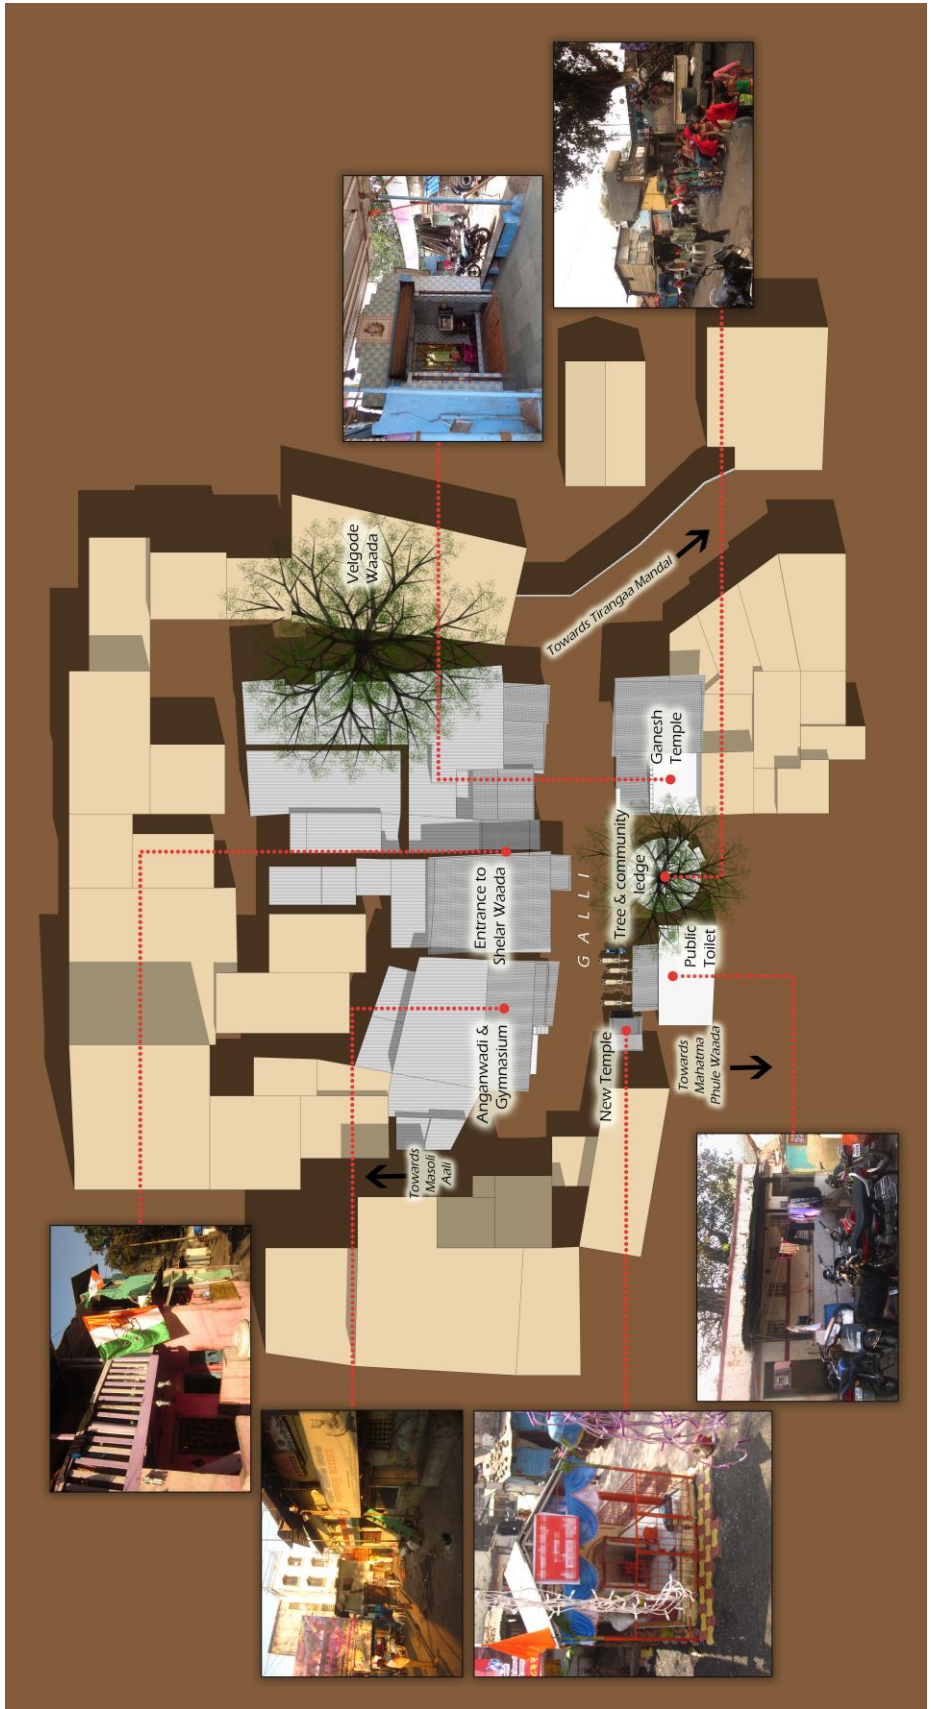 Velgode
Waada
Towards
Masoli
Aali
Anganwadi &
Gymnasium
Entrance to
Shelar Waada
GALLI
Towards Tirangaa Mandal
New Temple
Tree & community
ledge
Ganesh
Temple
Towards
Mahatma
Phule Waada
Public
Toilet